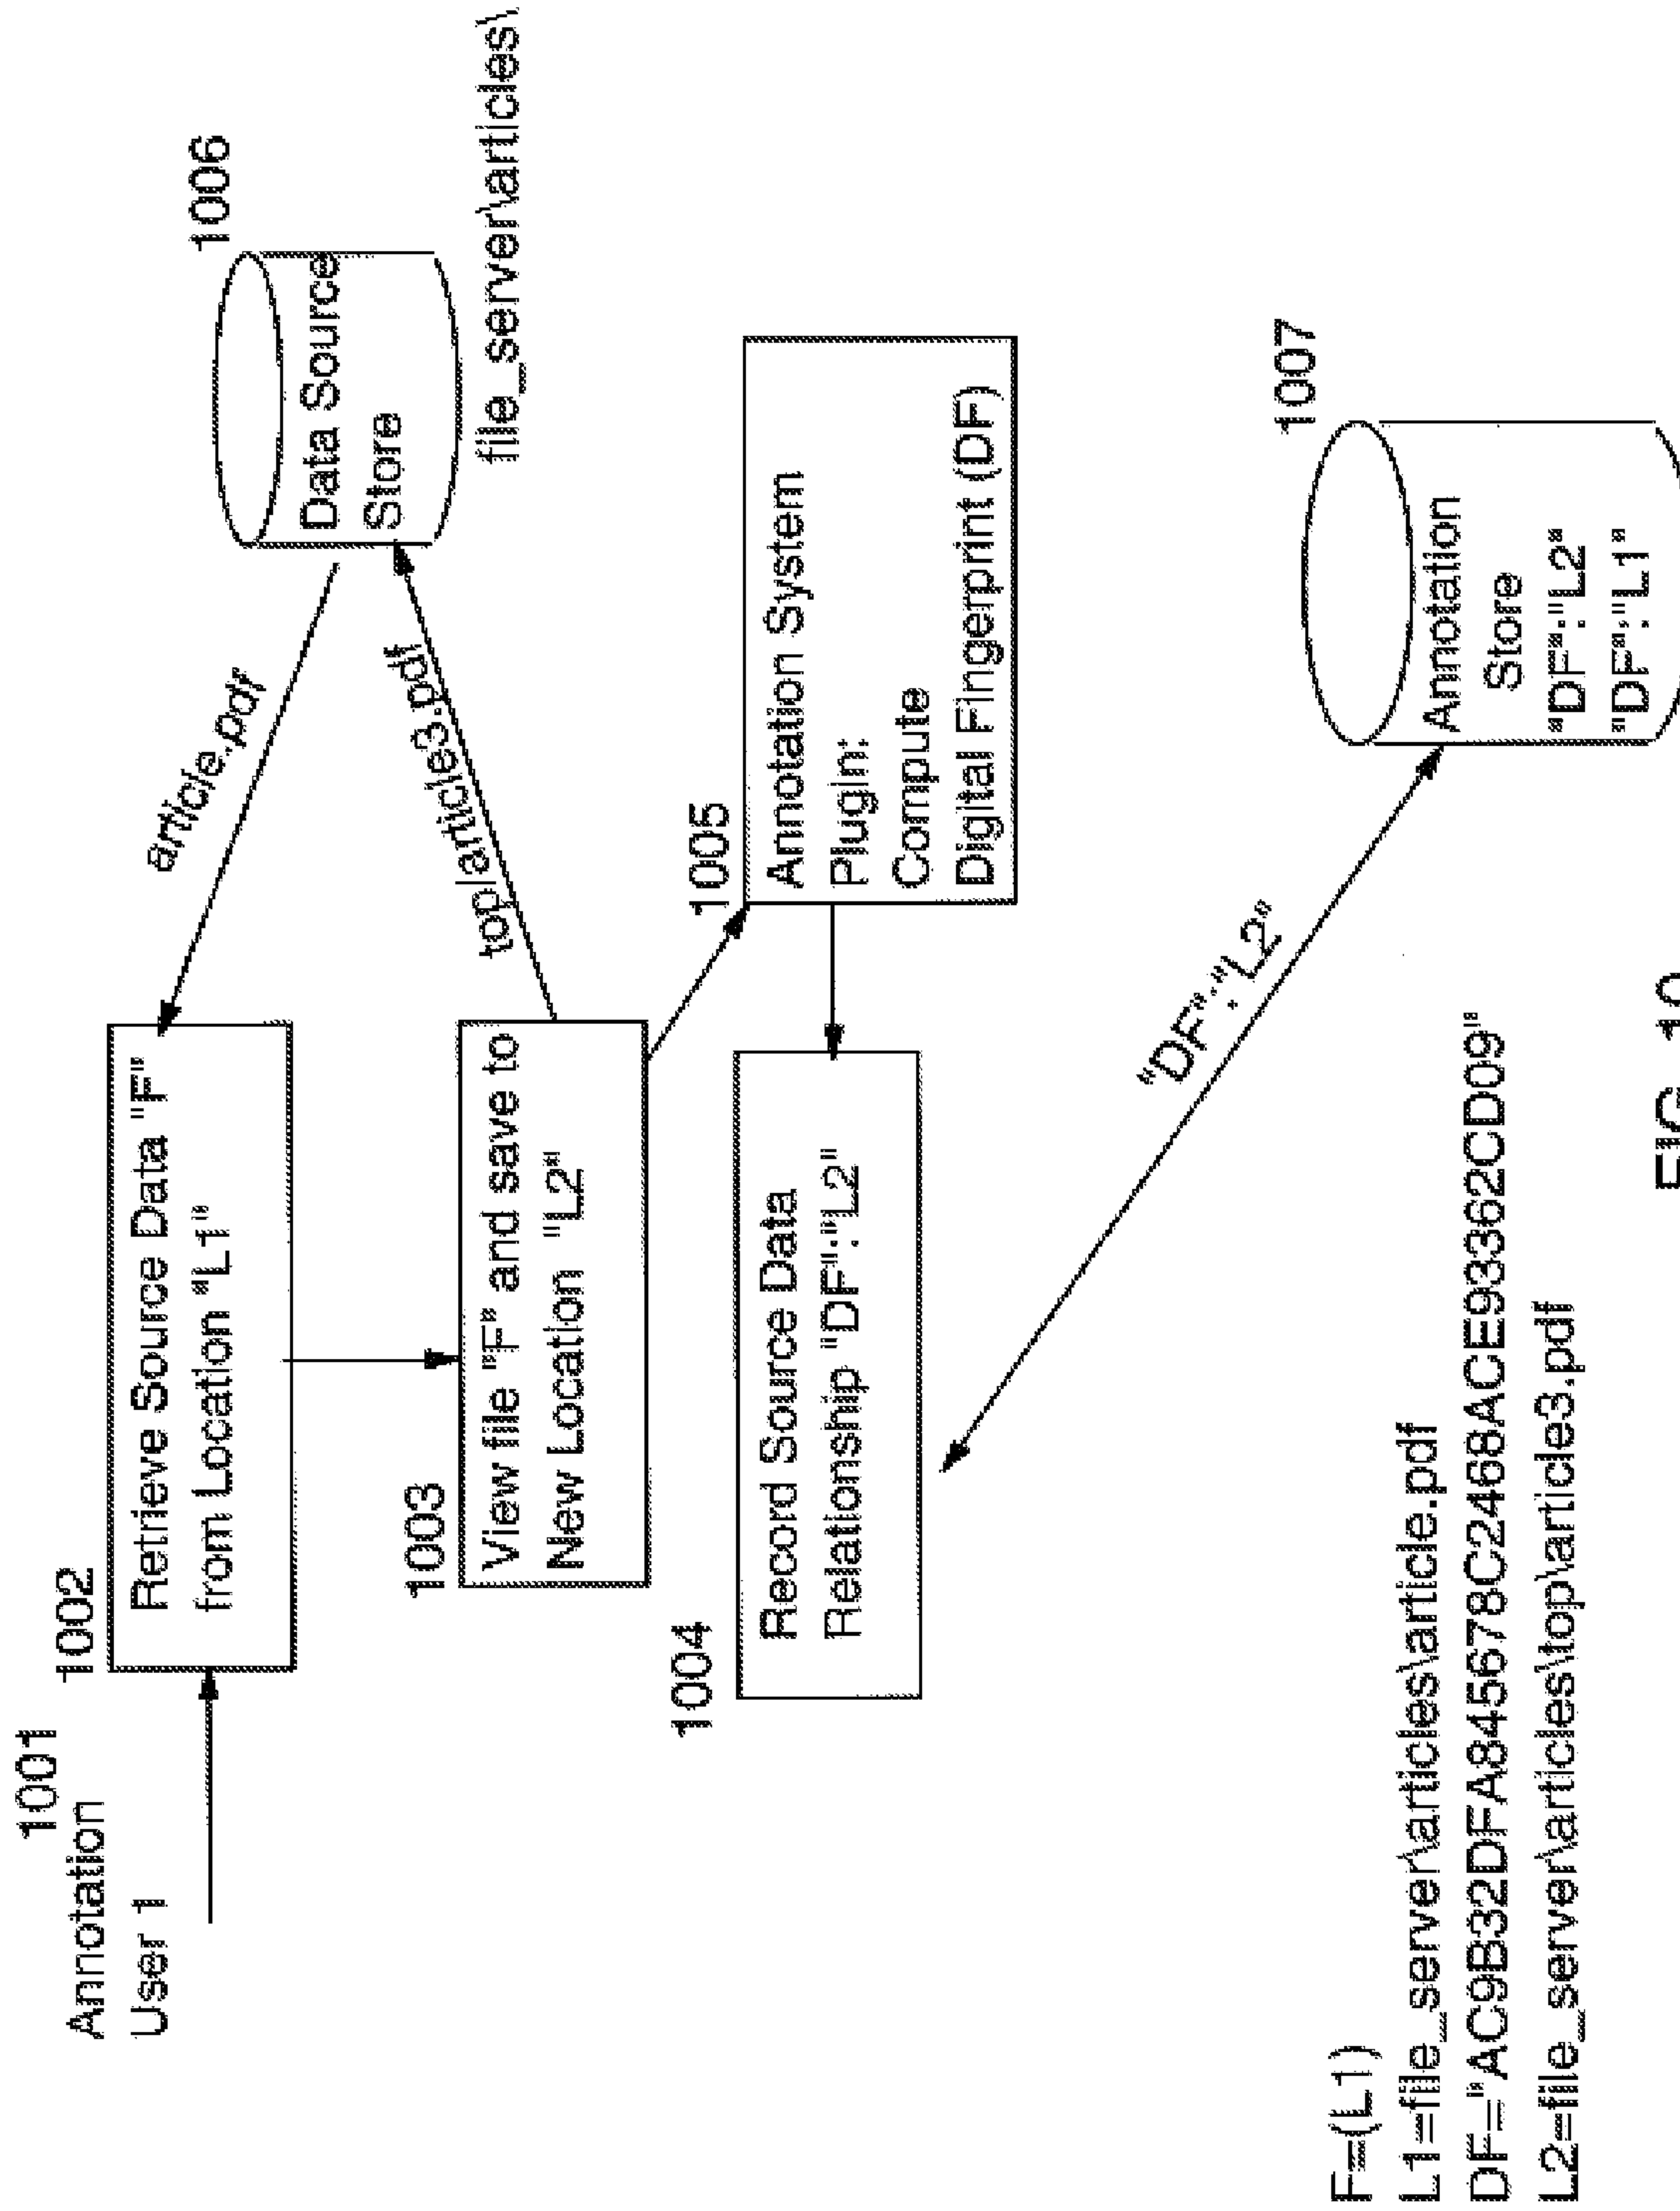 1001
Annotation
User 1
1002
Retrieve Source Data "F"
from Location "L1"
article.pdf
1006
Data Source
Store
file_server\articles\
1003
View file "F" and save to
New Location "L2"
top\article3.pdf
1005
Annotation System
Plugin:
Compute
Digital Fingerprint (DF)
1004
Record Source Data
Relationship "DF":"L2"
"DF":"L2"
1007
Annotation
Store
"DF":"L2"
"DF":"L1"
F=(L1)
L1=file_server\articles\article.pdf
DF="AC9B32DFA845678C2468ACE93362CD09"
L2=file_server\articles\top\article3.pdf
FIG. 10